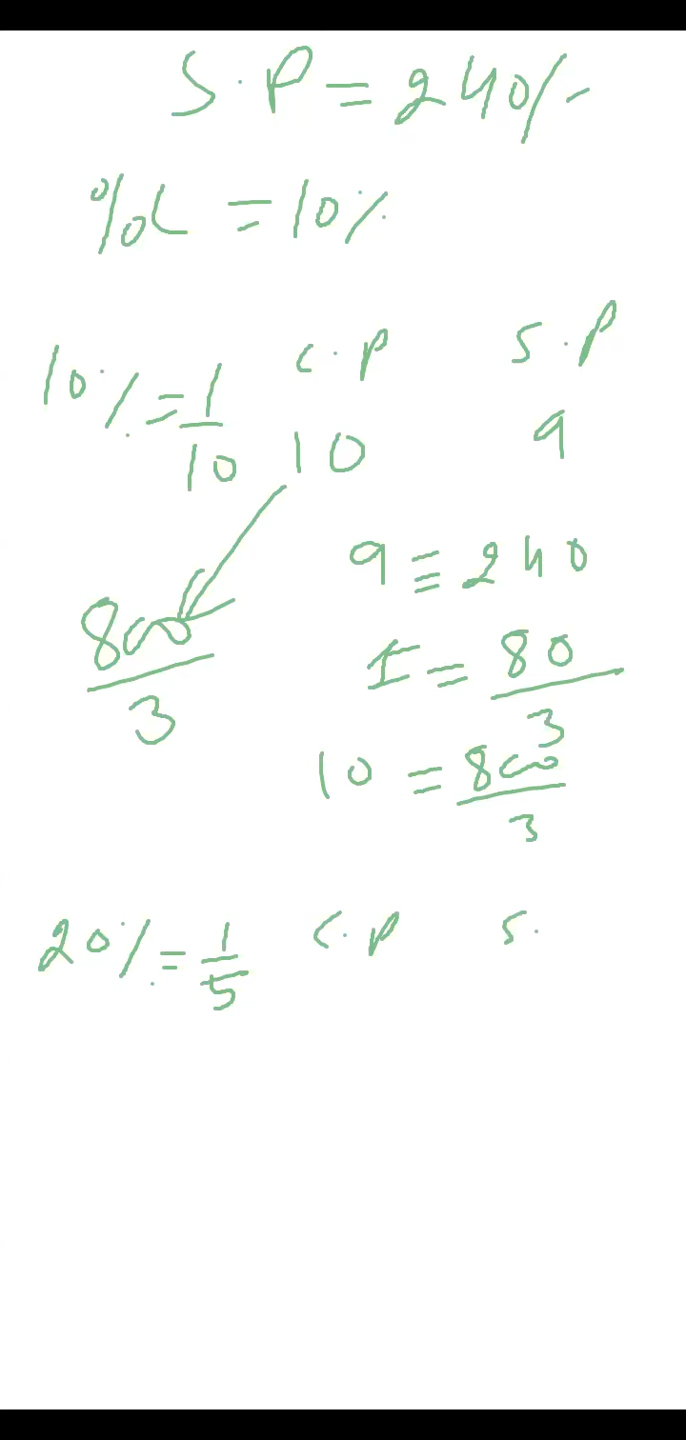 S.P = 240/-
%L = 10%
10% = 1/10 C.P S.P
10 9
9 ≡ 240
1 = 80/3
800/3
10 = 800/3
20% = 1/5 C.P S.